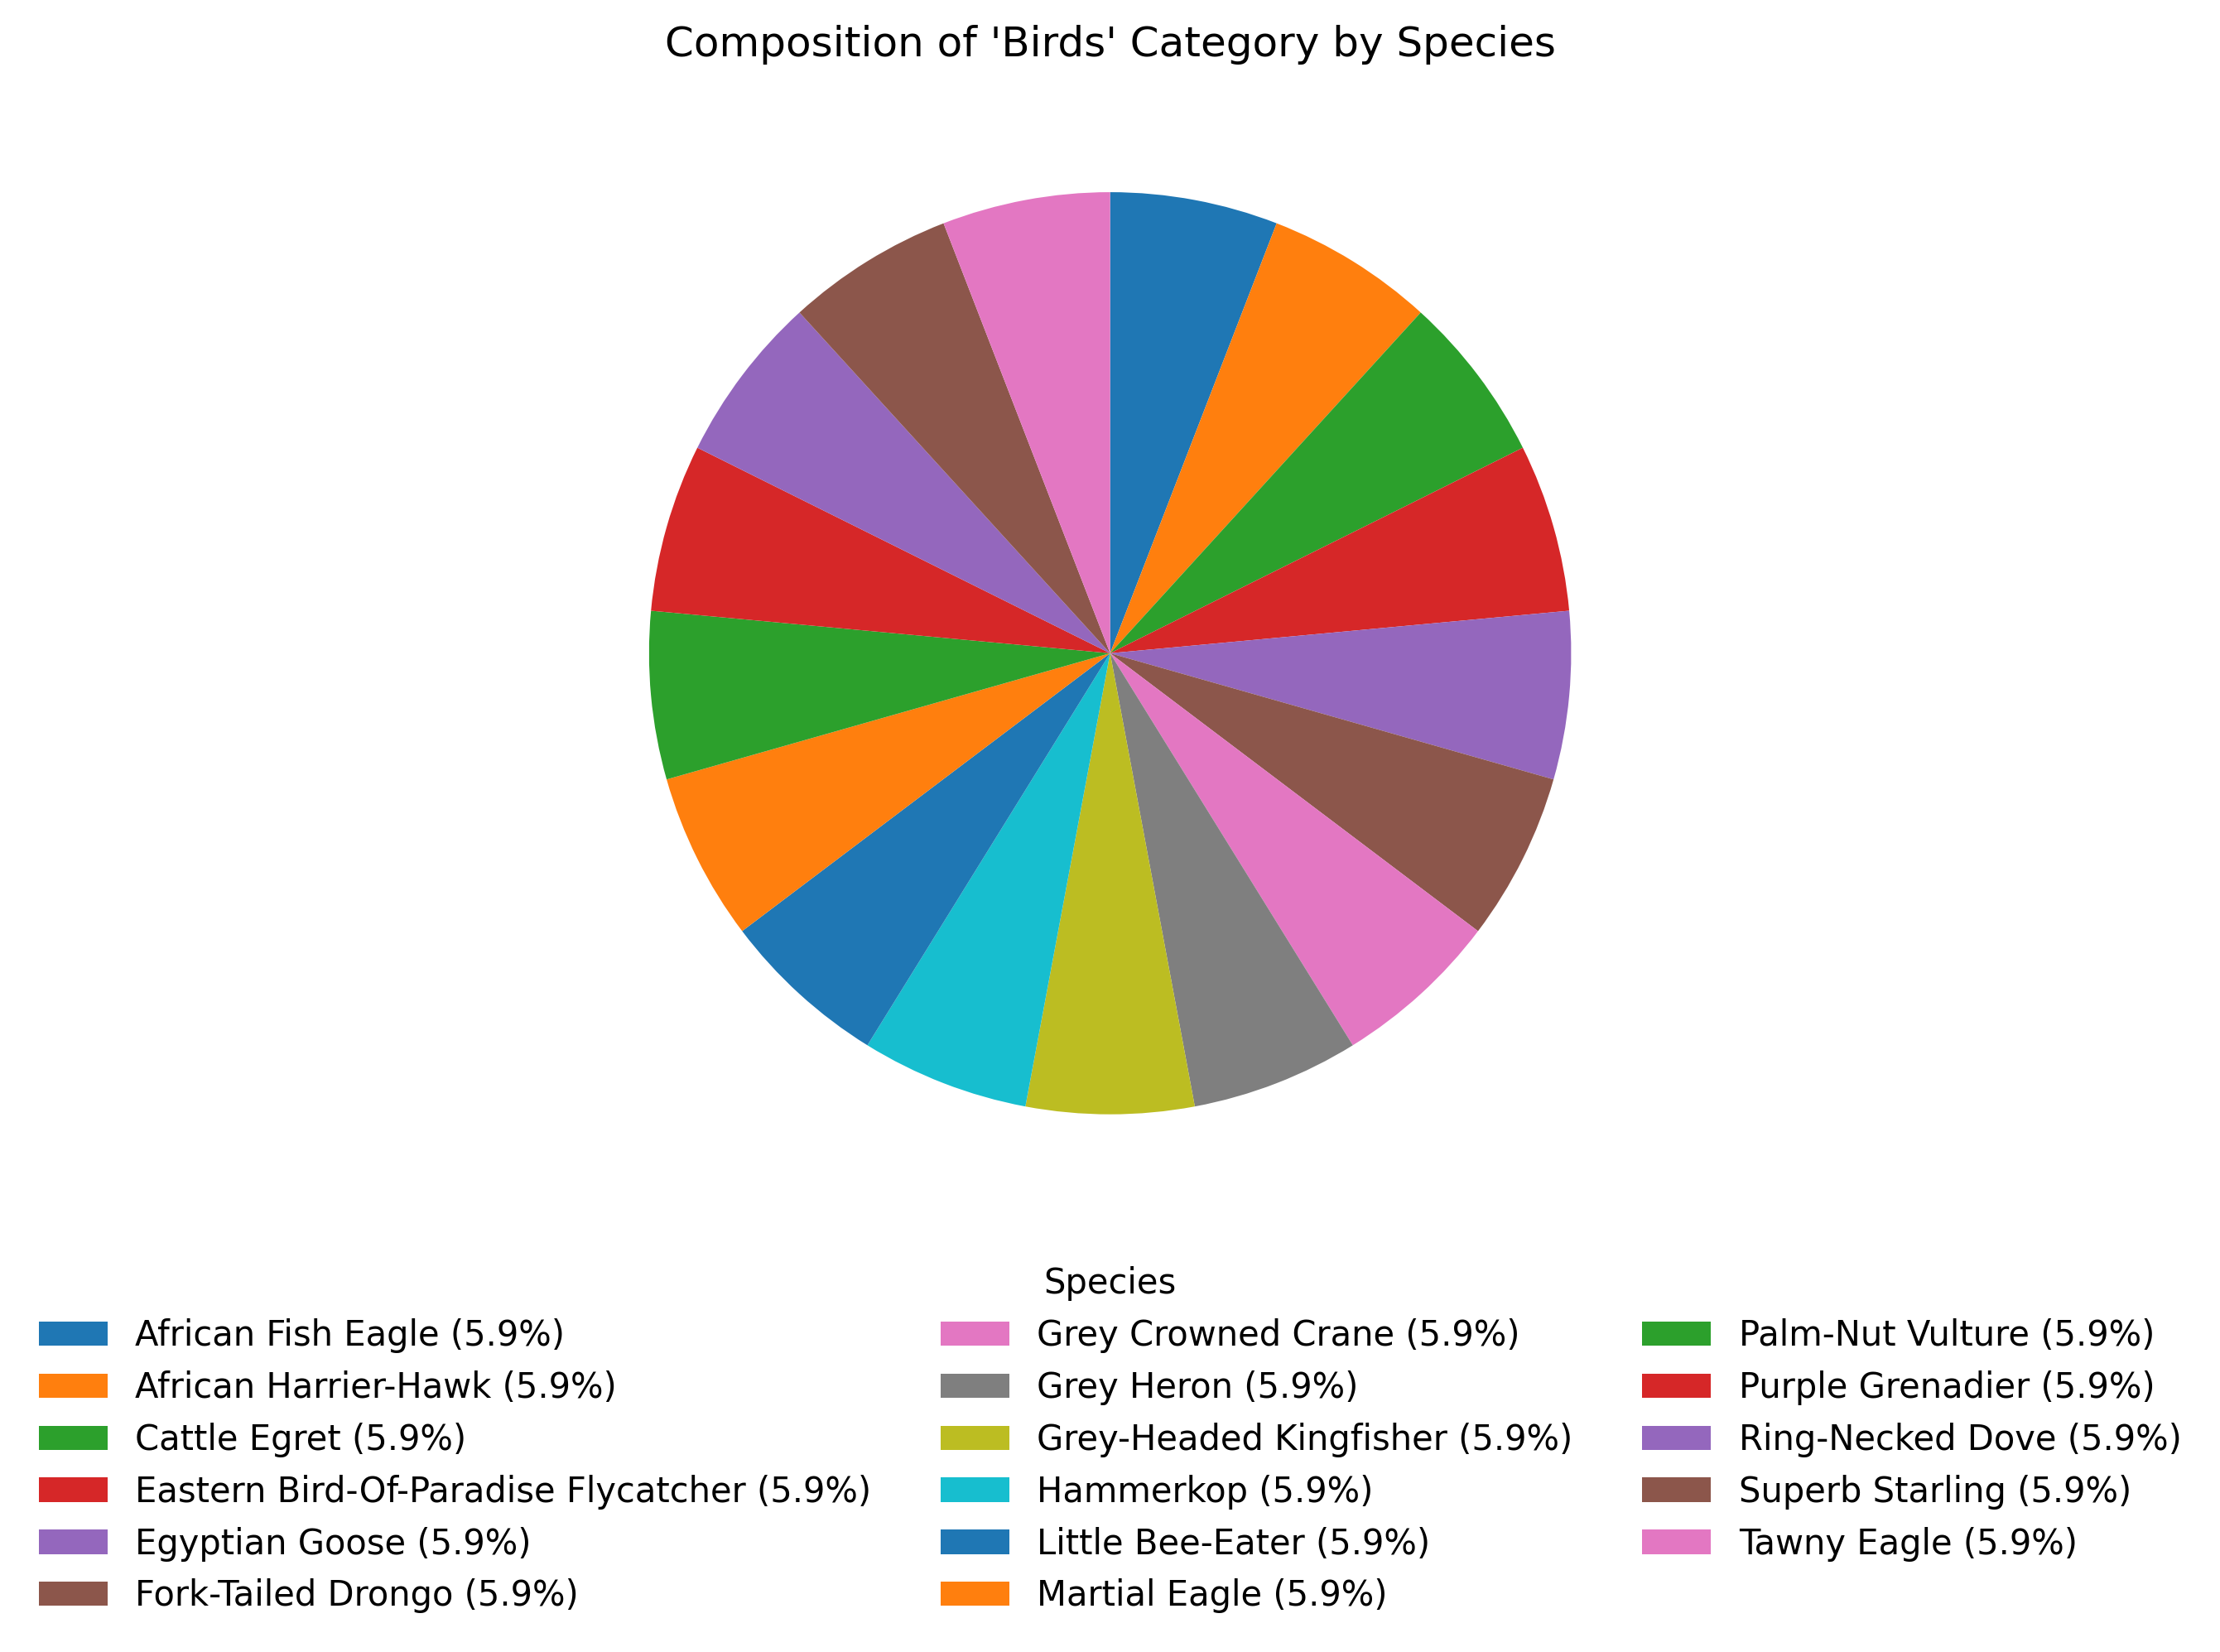 Composition of 'Birds' Category by Species
Species
African Fish Eagle (5.9%)
African Harrier-Hawk (5.9%)
Cattle Egret (5.9%)
Eastern Bird-Of-Paradise Flycatcher (5.9%)
Egyptian Goose (5.9%)
Fork-Tailed Drongo (5.9%)
Grey Crowned Crane (5.9%)
Grey Heron (5.9%)
Grey-Headed Kingfisher (5.9%)
Hammerkop (5.9%)
Little Bee-Eater (5.9%)
Martial Eagle (5.9%)
Palm-Nut Vulture (5.9%)
Purple Grenadier (5.9%)
Ring-Necked Dove (5.9%)
Superb Starling (5.9%)
Tawny Eagle (5.9%)